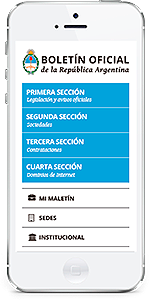 BOLETÍN OFICIAL
de la República Argentina
PRIMERA SECCIÓN
Legislación y avisos oficiales
SEGUNDA SECCIÓN
Sociedades
TERCERA SECCIÓN
Contrataciones
CUARTA SECCIÓN
Dominios de Internet
MI MALETÍN
SEDES
INSTITUCIONAL